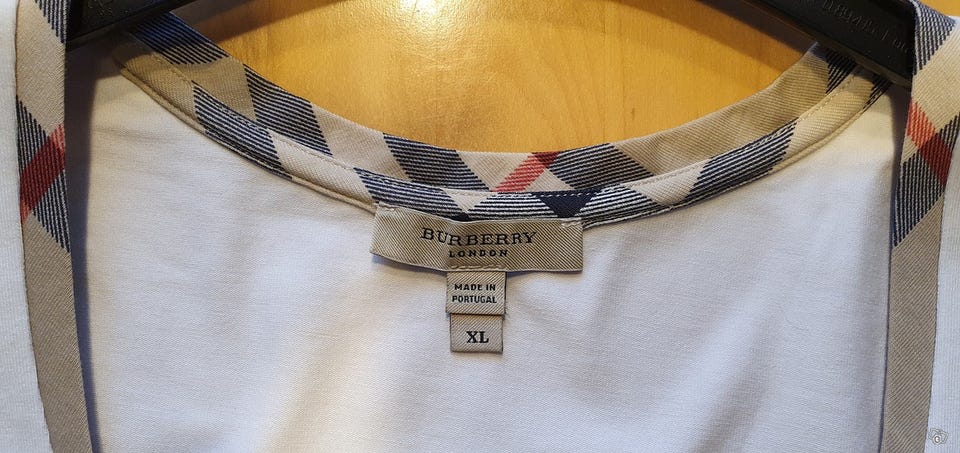 BURBERRY
LONDON
MADE IN
PORTUGAL
XL